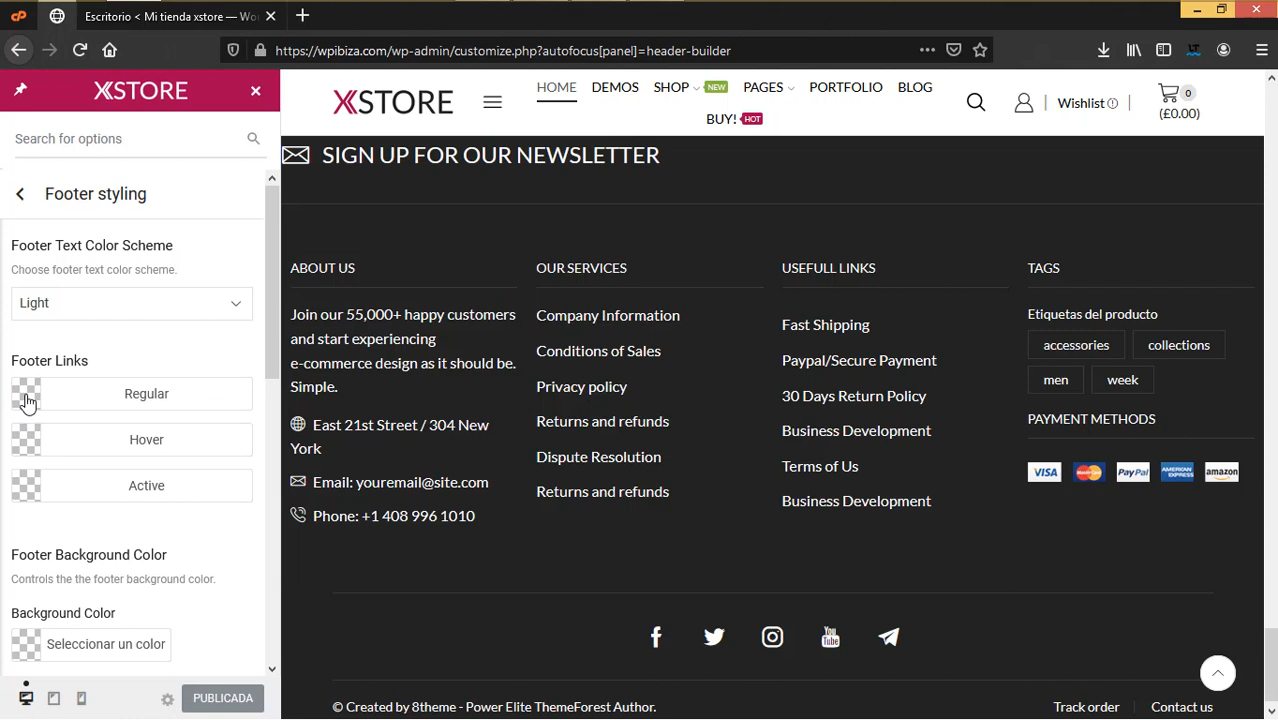 cP
Escritorio < Mi tienda xstore — Wor
https://wpibiza.com/wp-admin/customize.php?autofocus[panel]=header-builder
XSTORE
Search for options
Footer styling
Footer Text Color Scheme
Choose footer text color scheme.
Light
Footer Links
Regular
Hover
Active
Footer Background Color
Controls the the footer background color.
Background Color
Seleccionar un color
PUBLICADA
XSTORE
HOME DEMOS SHOP NEW PAGES PORTFOLIO BLOG
BUY! HOT
Wishlist
0
(£0.00)
SIGN UP FOR OUR NEWSLETTER
ABOUT US
Join our 55,000+ happy customers
and start experiencing
e-commerce design as it should be.
Simple.
East 21st Street / 304 New
York
Email: youremail@site.com
Phone: +1 408 996 1010
OUR SERVICES
Company Information
Conditions of Sales
Privacy policy
Returns and refunds
Dispute Resolution
Returns and refunds
USEFULL LINKS
Fast Shipping
Paypal/Secure Payment
30 Days Return Policy
Business Development
Terms of Us
Business Development
TAGS
Etiquetas del producto
accessories collections
men week
PAYMENT METHODS
VISA MasterCard PayPal AMERICAN EXPRESS amazon
You Tube
© Created by 8theme - Power Elite ThemeForest Author.
Track order Contact us